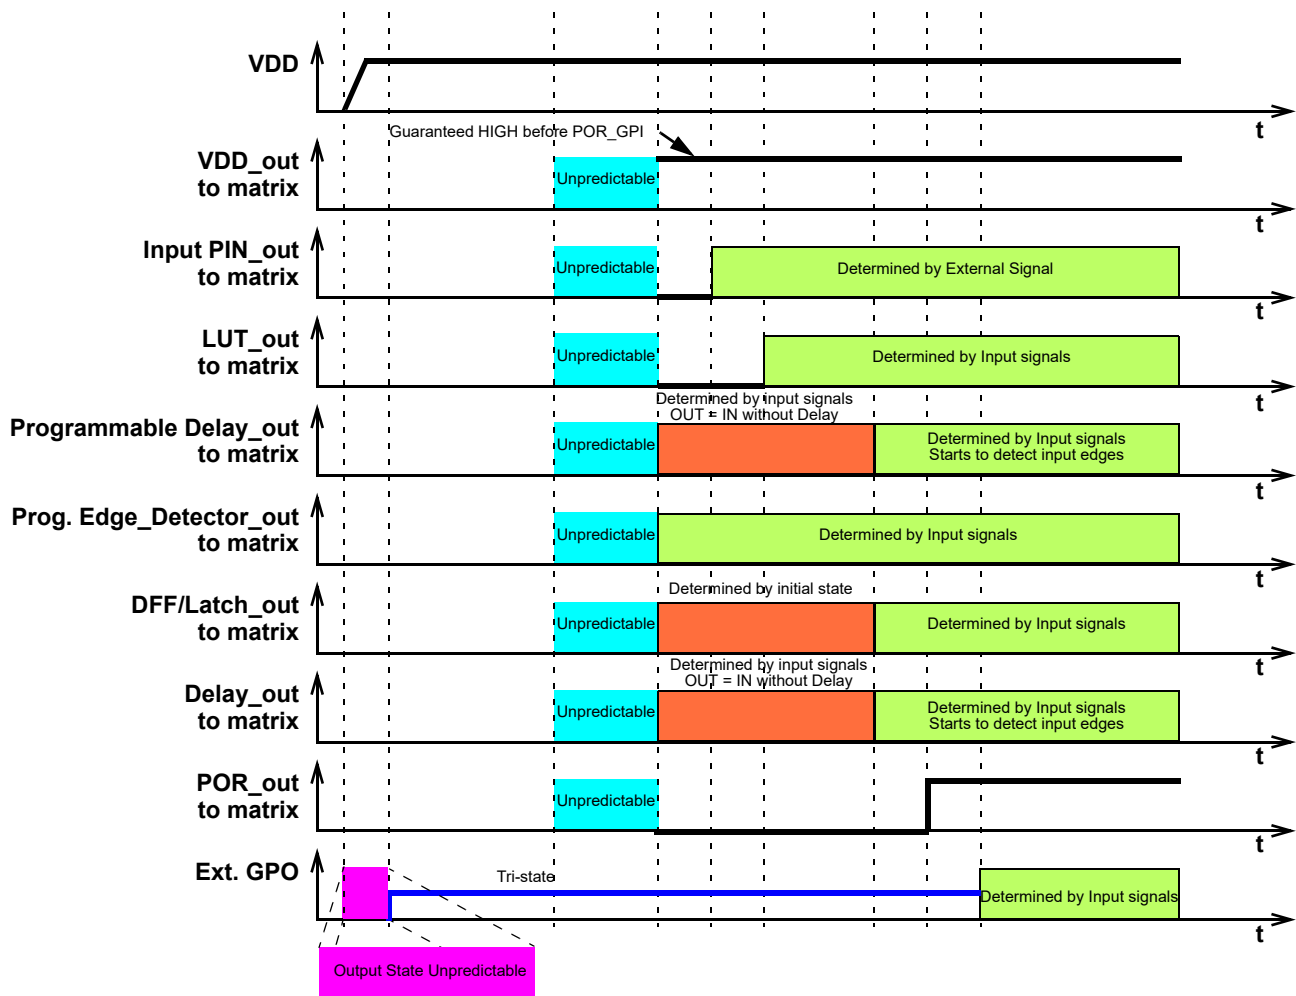 VDD
t
Guaranteed HIGH before POR_GPI
VDD_out
to matrix
Unpredictable
t
Input PIN_out
to matrix
Unpredictable
Determined by External Signal
t
LUT_out
to matrix
Unpredictable
Determined by Input signals
t
Determined by input signals
OUT = IN without Delay
Programmable Delay_out
to matrix
Unpredictable
Determined by Input signals
Starts to detect input edges
t
Prog. Edge_Detector_out
to matrix
Unpredictable
Determined by Input signals
t
Determined by initial state
DFF/Latch_out
to matrix
Unpredictable
Determined by Input signals
t
Determined by input signals
OUT = IN without Delay
Delay_out
to matrix
Unpredictable
Determined by Input signals
Starts to detect input edges
t
POR_out
to matrix
Unpredictable
t
Ext. GPO
Tri-state
Determined by Input signals
t
Output State Unpredictable